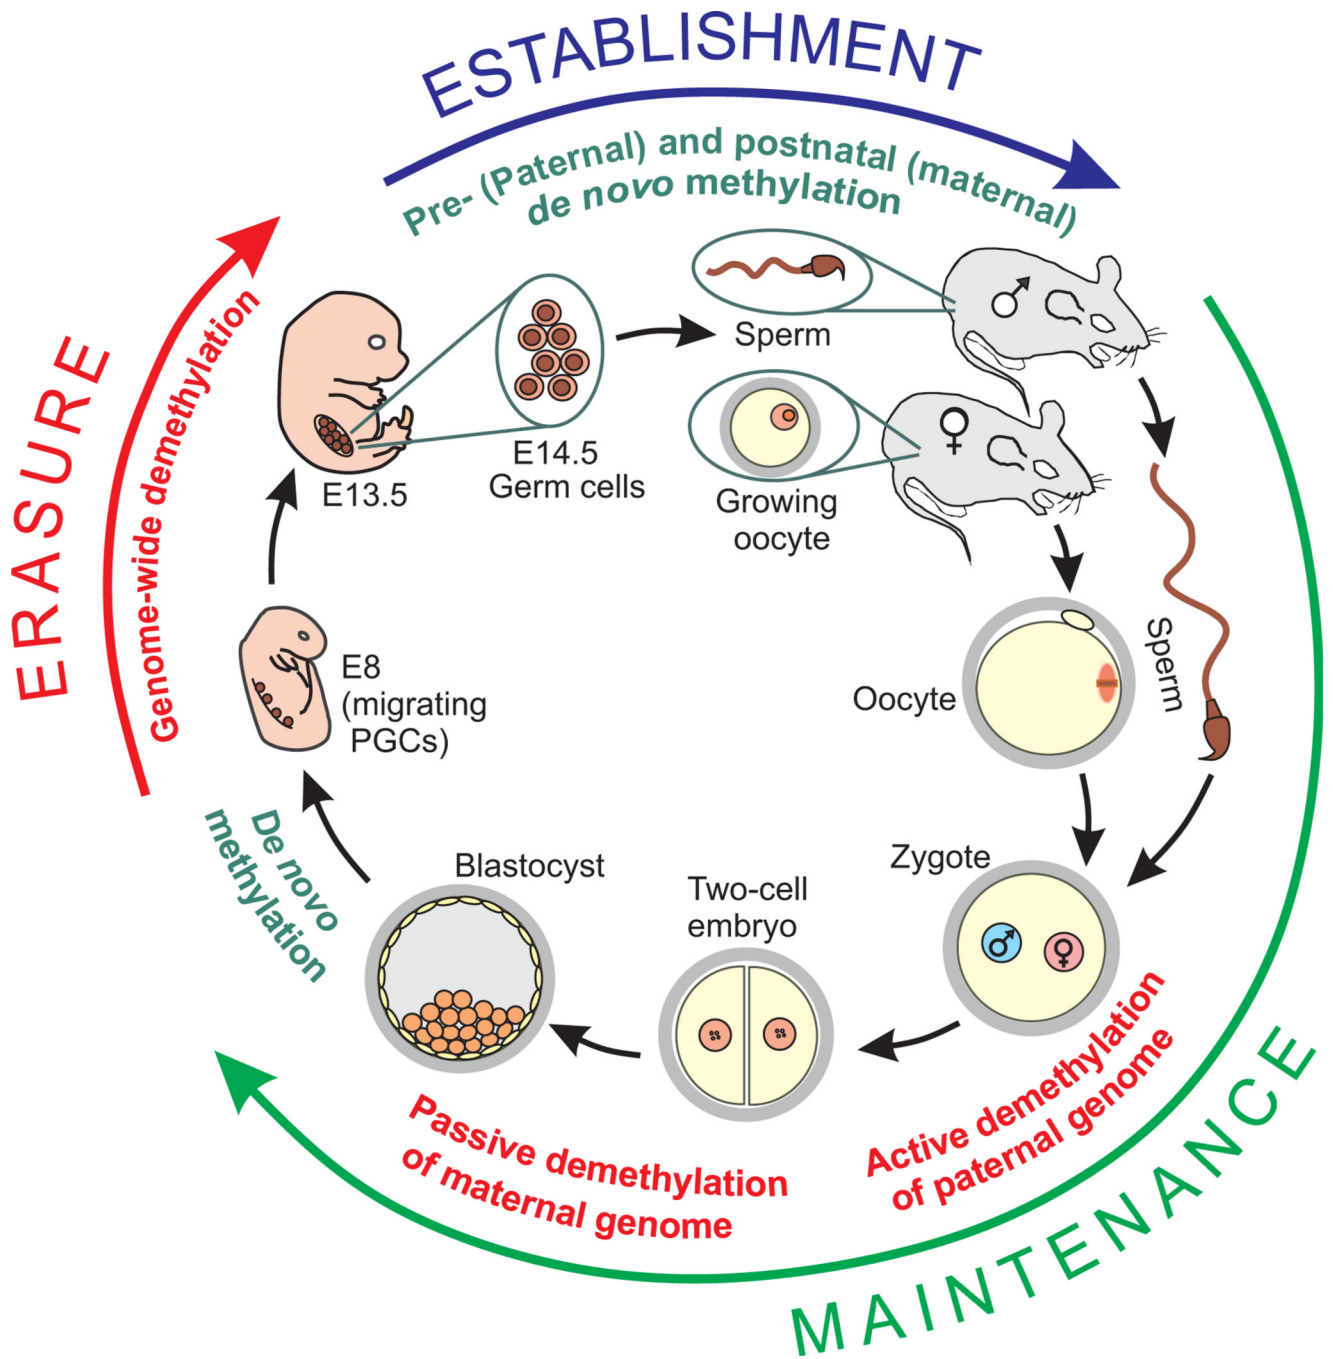 ESTABLISHMENT
Pre- (Paternal) and postnatal (maternal)
de novo methylation
ERASURE
Genome-wide demethylation
Sperm
E14.5
Germ cells
E13.5
Growing
oocyte
E8
(migrating
PGCs)
Oocyte
Sperm
De novo
methylation
Blastocyst
Two-cell
embryo
Zygote
Passive demethylation
of maternal genome
Active demethylation
of paternal genome
MAINTENANCE